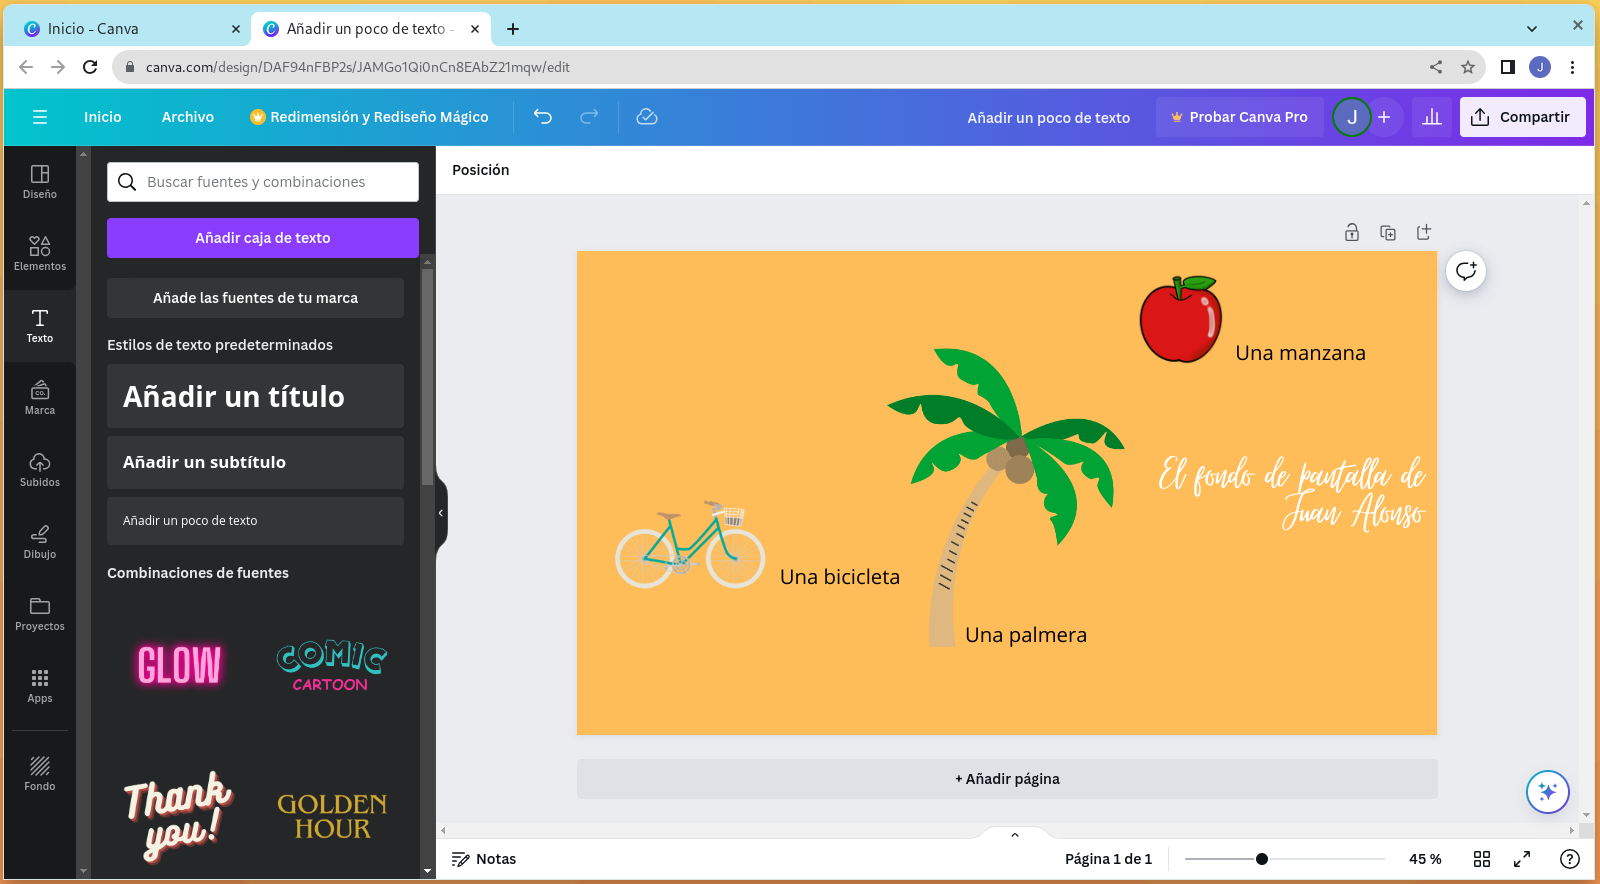 Inicio - Canva
Añadir un poco de texto -
canva.com/design/DAF94nFBP2s/JAMGo1Qi0nCn8EAbZ21mqw/edit
J
Inicio
Archivo
Redimensión y Rediseño Mágico
Añadir un poco de texto
Probar Canva Pro
J
Compartir
Diseño
Elementos
Texto
Marca
CO.
Subidos
Dibujo
Proyectos
Apps
Fondo
Buscar fuentes y combinaciones
Añadir caja de texto
Añade las fuentes de tu marca
Estilos de texto predeterminados
Añadir un título
Añadir un subtítulo
Añadir un poco de texto
Combinaciones de fuentes
GLOW
COMIC
CARTOON
Thank
you!
GOLDEN
HOUR
Posición
Una manzana
El fondo de pantalla de
Juan Alonso
Una bicicleta
Una palmera
+ Añadir página
Notas
Página 1 de 1
45 %